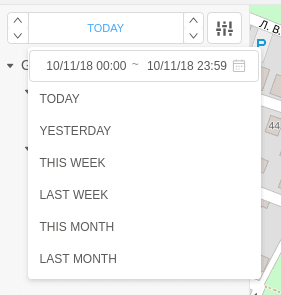 TODAY
Л. В
P
10/11/18 00:00 ~ 10/11/18 23:59
TODAY
YESTERDAY
THIS WEEK
44
LAST WEEK
THIS MONTH
LAST MONTH